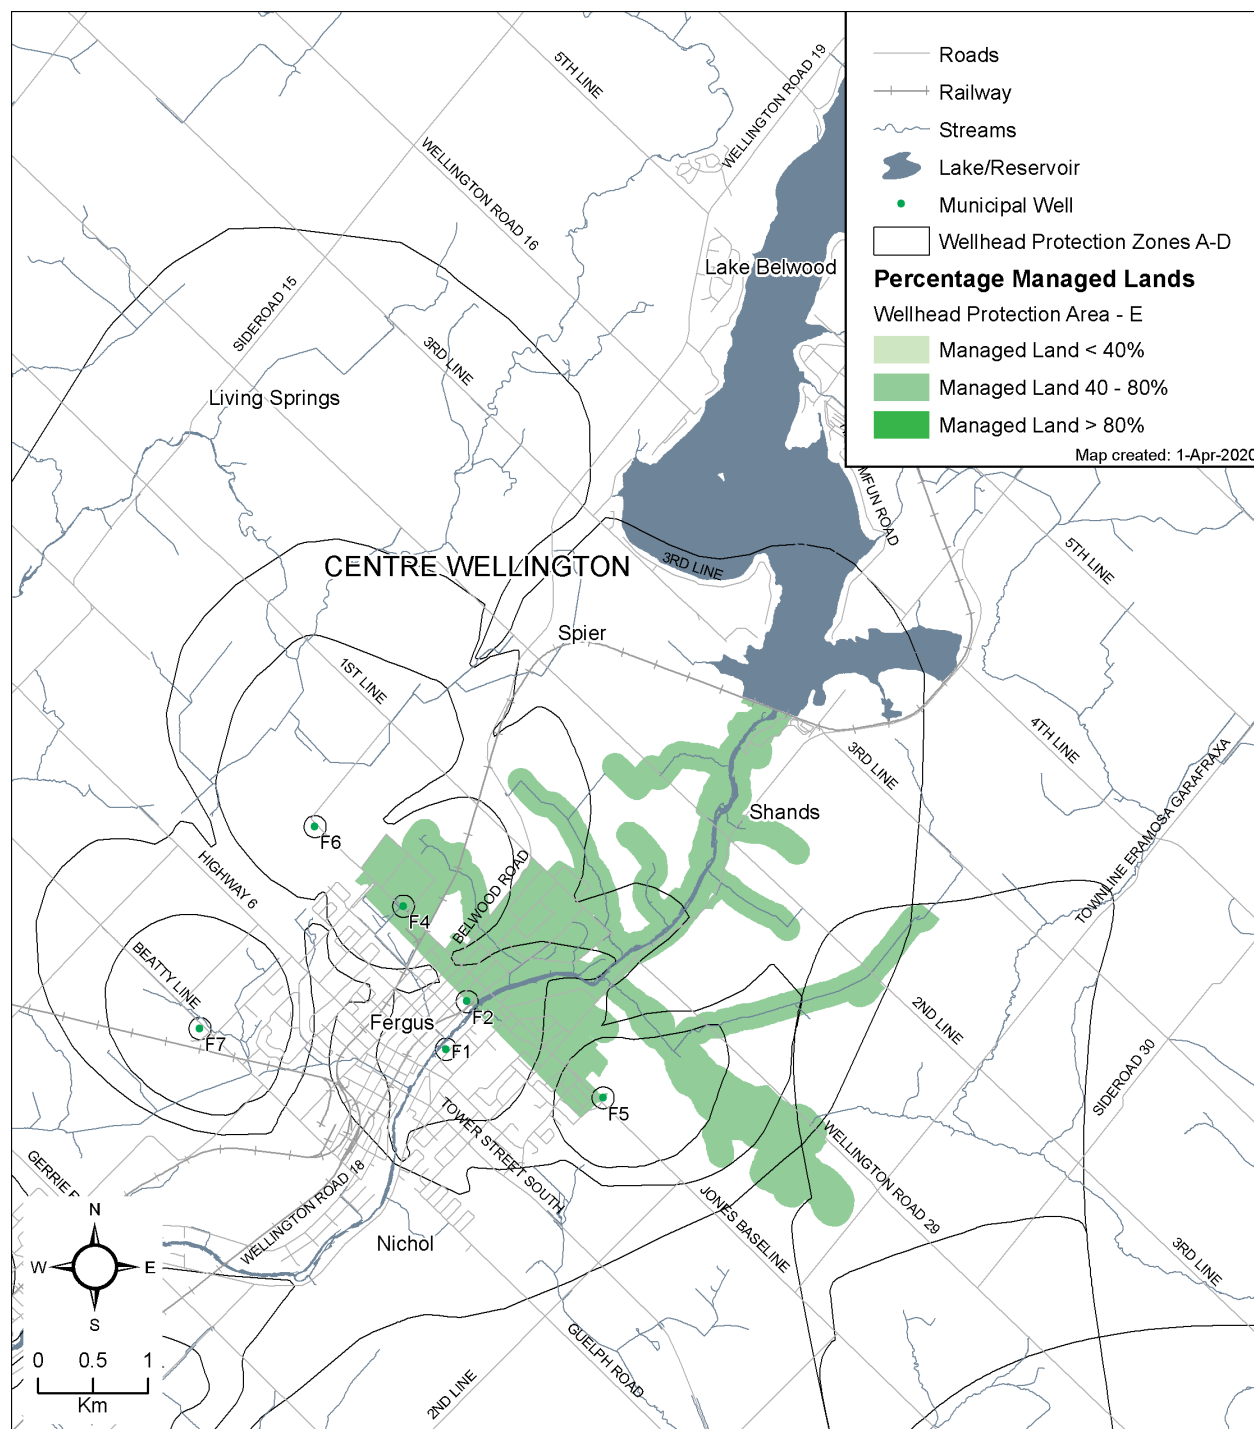 Roads
Railway
Streams
Lake/Reservoir
Municipal Well
Wellhead Protection Zones A-D
Percentage Managed Lands
Wellhead Protection Area - E
Managed Land < 40%
Managed Land 40 - 80%
Managed Land > 80%
Map created: 1-Apr-2020
5TH LINE
WELLINGTON ROAD 19
WELLINGTON ROAD 16
Lake Belwood
SIDEROAD 15
3RD LINE
Living Springs
CENTRE WELLINGTON
3RD LINE
5TH LINE
Spier
1ST LINE
3RD LINE
4TH LINE
TOWNLINE ERAMOSA GARAFRAXA
Shands
F6
HIGHWAY 6
F4
BELWOOD ROAD
BEATTY LINE
F7
Fergus
F2
F1
2ND LINE
F5
SIDEROAD 30
TOWER STREET SOUTH
WELLINGTON ROAD 29
WELLINGTON ROAD 18
JONES BASELINE
Nichol
3RD LINE
GUELPH ROAD
2ND LINE
N
W
E
S
0 0.5 1
Km